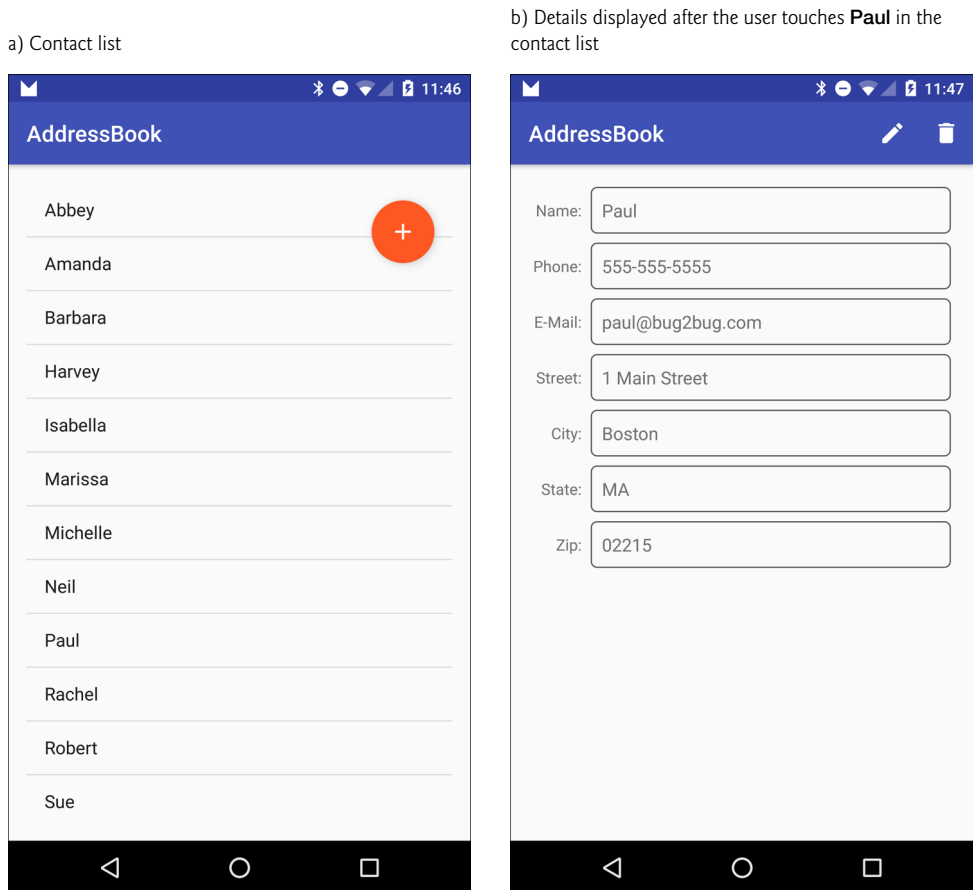 a) Contact list
11:46
AddressBook
Abbey
+
Amanda
Barbara
Harvey
Isabella
Marissa
Michelle
Neil
Paul
Rachel
Robert
Sue
b) Details displayed after the user touches Paul in the
contact list
11:47
AddressBook
Name: Paul
Phone: 555-555-5555
E-Mail: paul@bug2bug.com
Street: 1 Main Street
City: Boston
State: MA
Zip: 02215